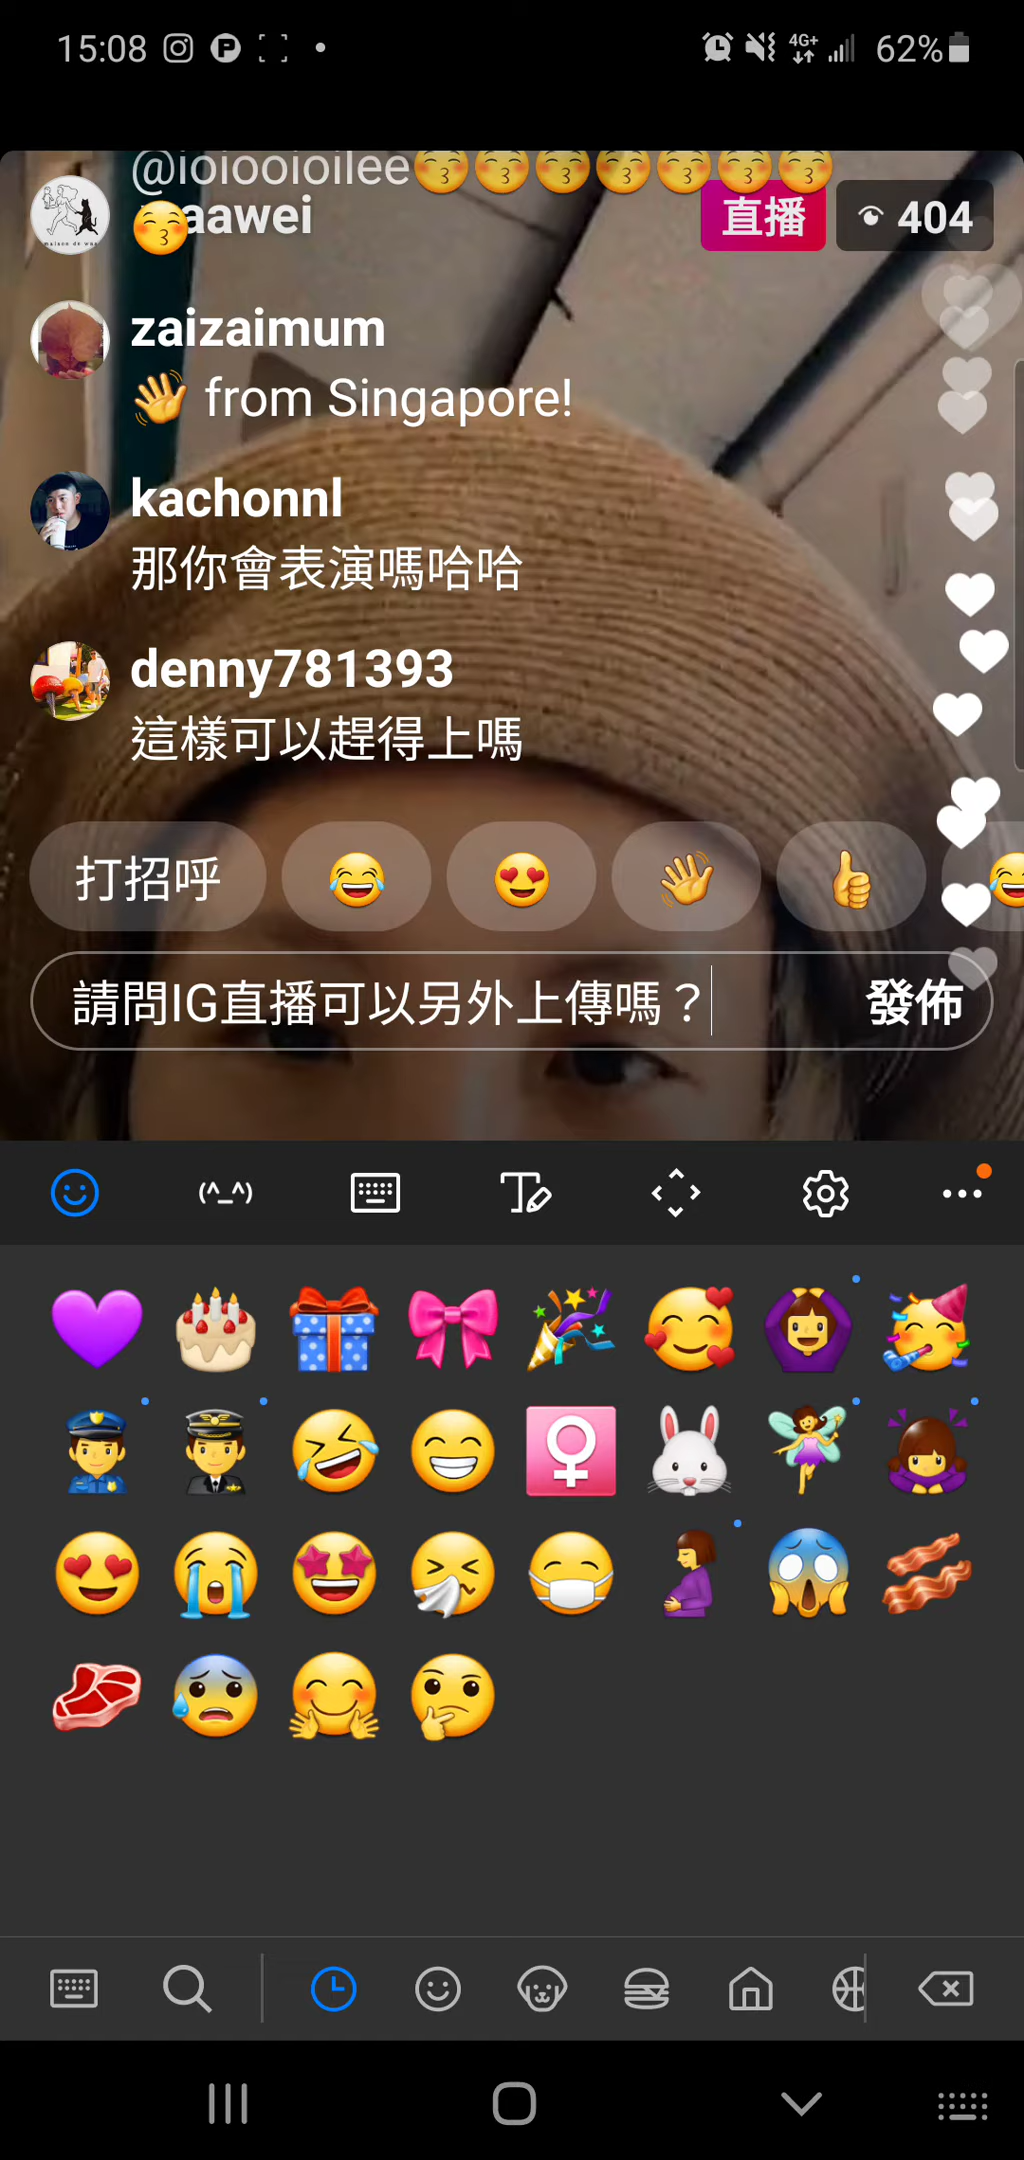 15:08
4G+
62%
@ioiooioilee
aawei
直播
404
zaizaimum
from Singapore!
kachonnl
那你會表演嗎哈哈
denny781393
這樣可以趕得上嗎
打招呼
請問IG直播可以另外上傳嗎？
發佈
(^_^)